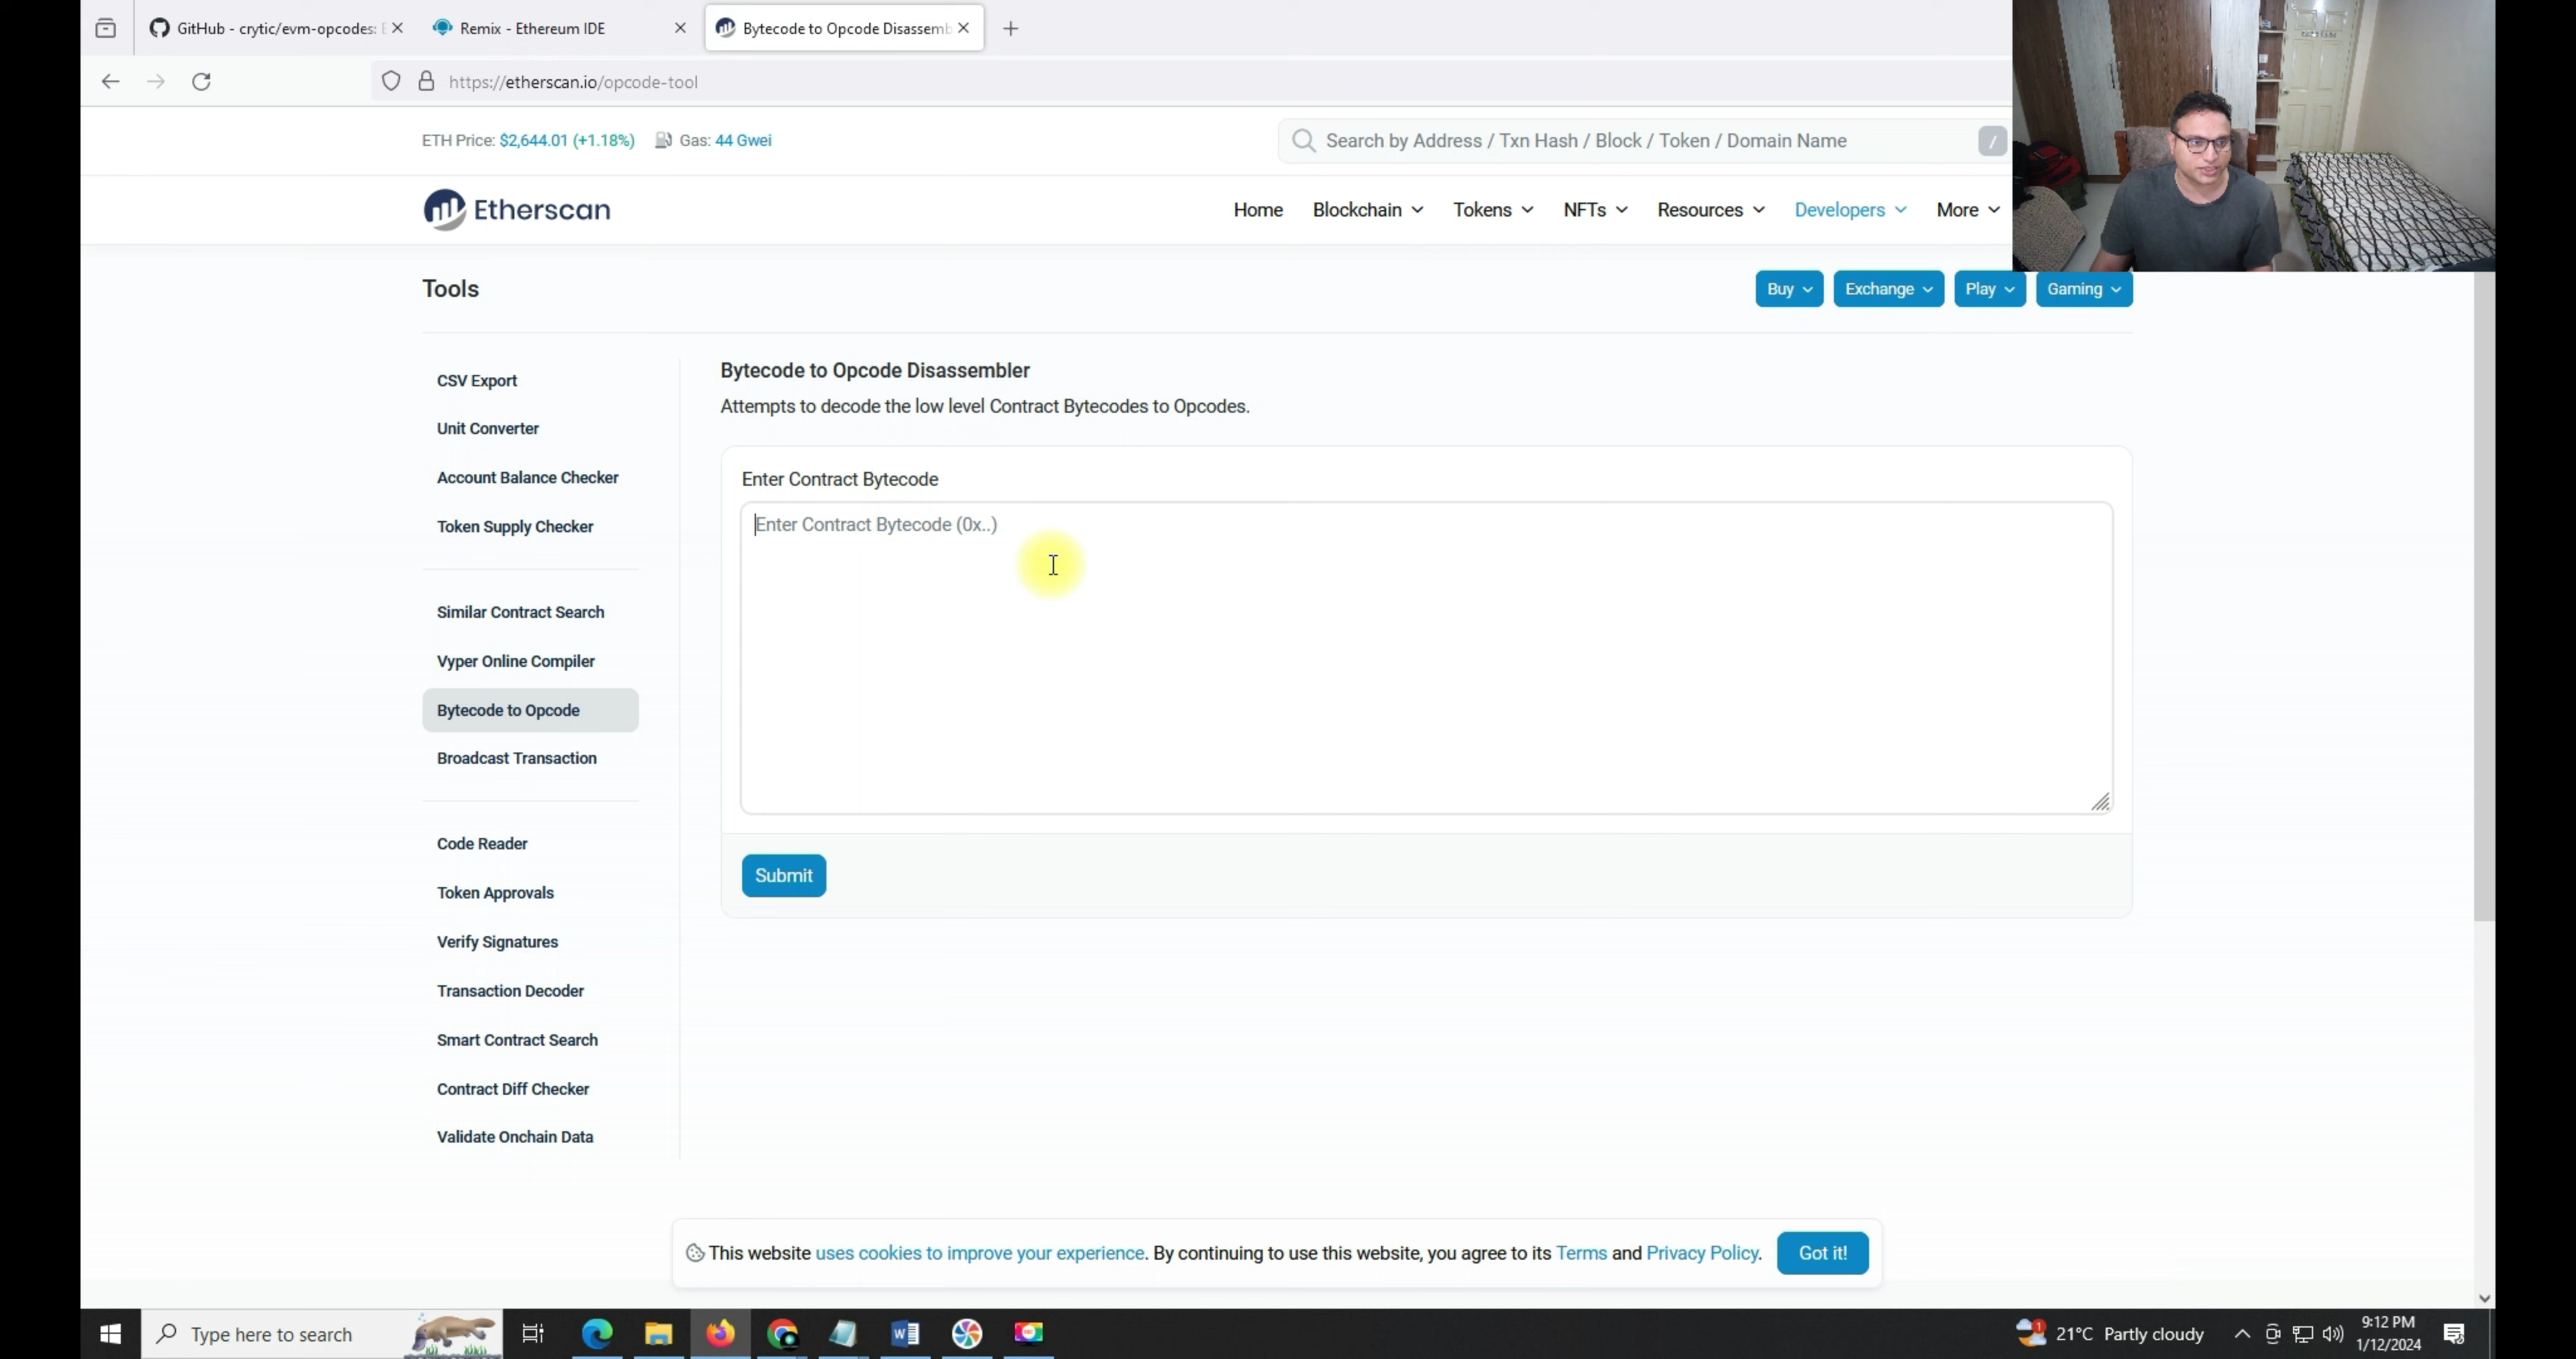 GitHub - crytic/evm-opcodes: E
Remix - Ethereum IDE
Bytecode to Opcode Disassemb
https://etherscan.io/opcode-tool
ETH Price: $2,644.01 (+1.18%) Gas: 44 Gwei
Search by Address / Txn Hash / Block / Token / Domain Name
/
Etherscan
Home Blockchain Tokens NFTs Resources Developers More
Tools
Buy Exchange Play Gaming
CSV Export
Unit Converter
Account Balance Checker
Token Supply Checker
Similar Contract Search
Vyper Online Compiler
Bytecode to Opcode
Broadcast Transaction
Code Reader
Token Approvals
Verify Signatures
Transaction Decoder
Smart Contract Search
Contract Diff Checker
Validate Onchain Data
Bytecode to Opcode Disassembler
Attempts to decode the low level Contract Bytecodes to Opcodes.
Enter Contract Bytecode
Enter Contract Bytecode (0x..)
Submit
This website uses cookies to improve your experience. By continuing to use this website, you agree to its Terms and Privacy Policy.
Got it!
Type here to search
1
21°C Partly cloudy
9:12 PM
1/12/2024